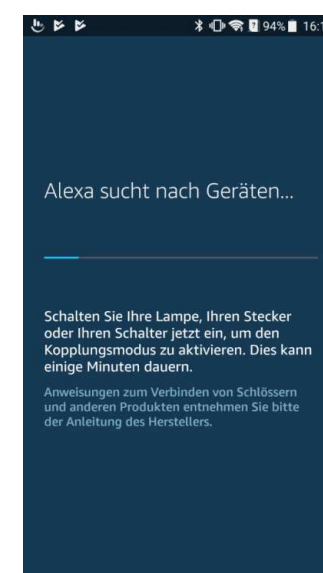 94% 16:1
Alexa sucht nach Geräten...
Schalten Sie Ihre Lampe, Ihren Stecker
oder Ihren Schalter jetzt ein, um den
Kopplungsmodus zu aktivieren. Dies kann
einige Minuten dauern.
Anweisungen zum Verbinden von Schlössern
und anderen Produkten entnehmen Sie bitte
der Anleitung des Herstellers.